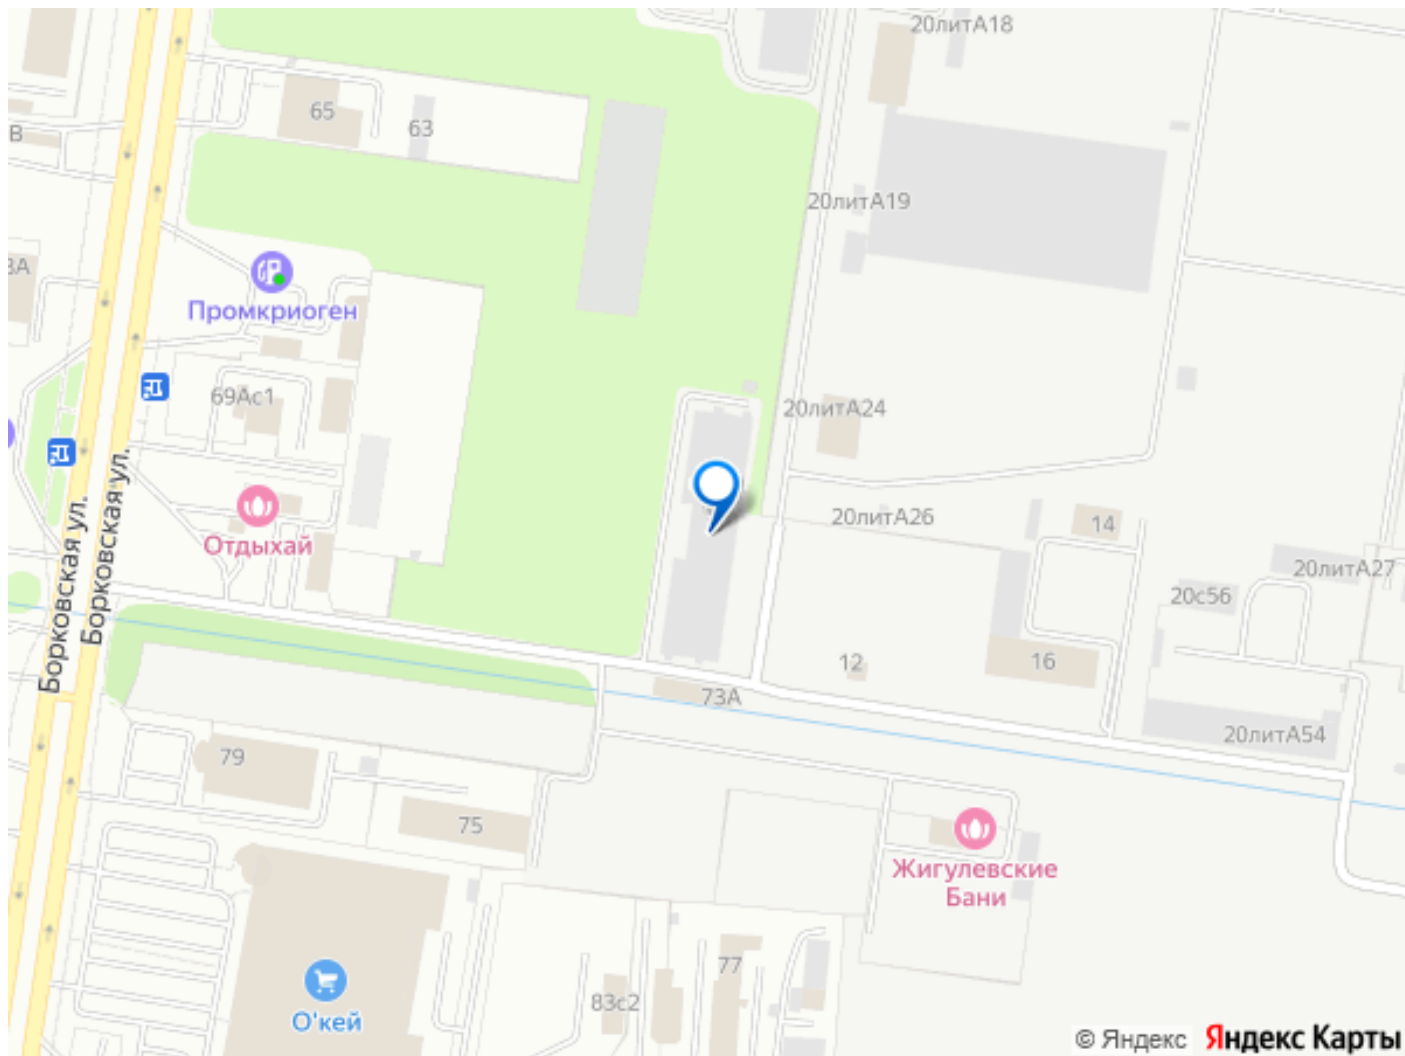 20литА18
65
63
В
20литА19
3А
Промкриоген
69Ас1
20литА24
20литА26
14
Отдыхай
20литА27
20с56
Борковская ул.
Борковская ул.
12
16
73А
20литА54
79
75
Жигулевские
Бани
77
83с2
О'кей
© Яндекс Яндекс Карты